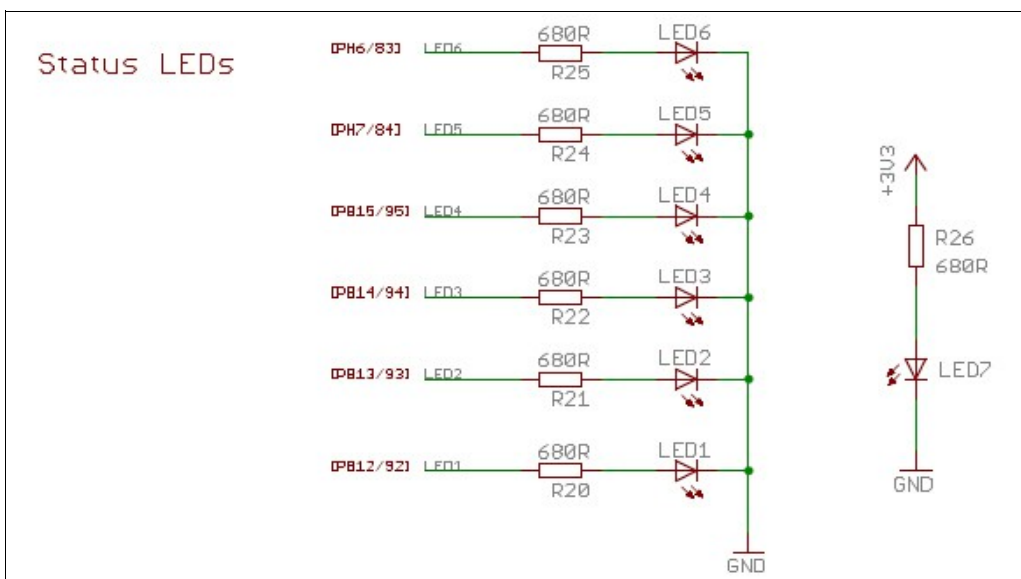 Status LEDs
[PH6/83] LED6 680R LED6
R25
[PH7/84] LED5 680R LED5
R24
[PB15/95] LED4 680R LED4
R23
[PB14/94] LED3 680R LED3
R22
[PB13/93] LED2 680R LED2
R21
[PB12/92] LED1 680R LED1
R20
GND
+3V3
R26
680R
LED7
GND